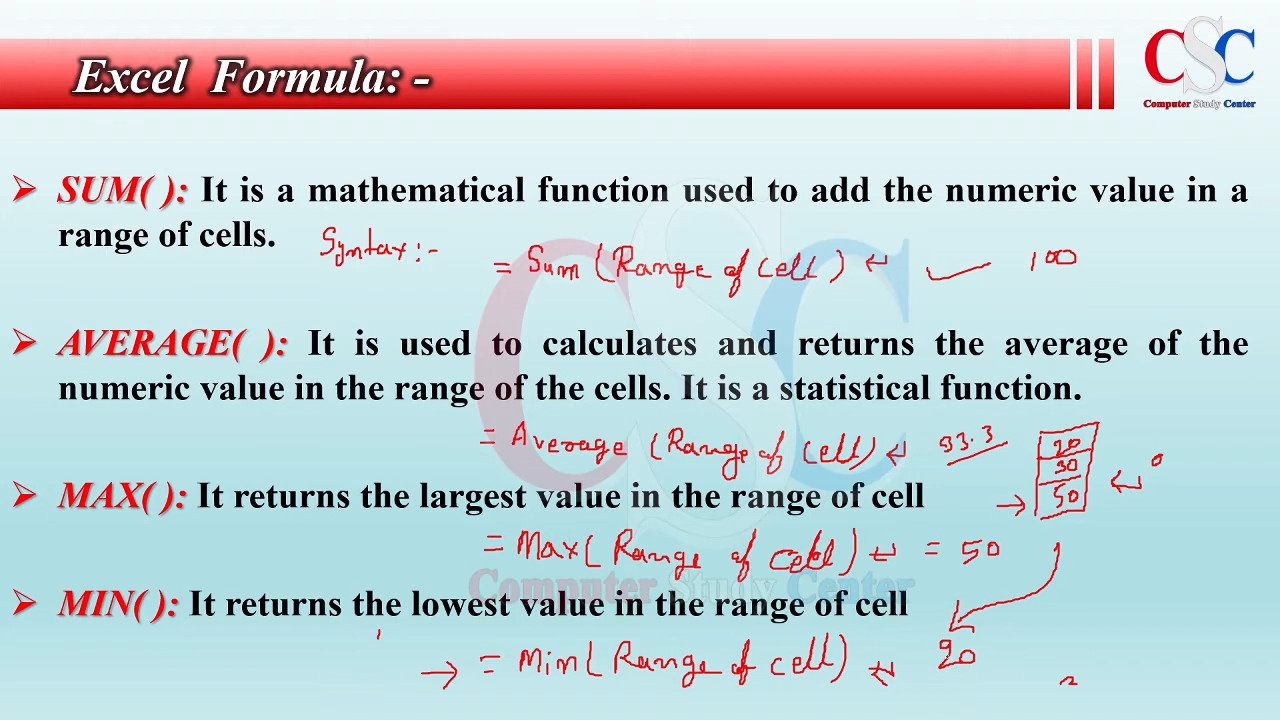 Excel Formula: -
CSC
Computer Study Center
➢ SUM( ): It is a mathematical function used to add the numeric value in a
range of cells.
Syntax :-
= Sum (Range of Cell) ↵ 100
➢ AVERAGE( ): It is used to calculates and returns the average of the
numeric value in the range of the cells. It is a statistical function.
= Average (Range of Cell) ↵ 33.3
20
30
50
➢ MAX( ): It returns the largest value in the range of cell
= Max( Range of cell) ↵ = 50
➢ MIN( ): It returns the lowest value in the range of cell
→ = Min( Range of cell) ↵ 20
CSC
Computer Study Center